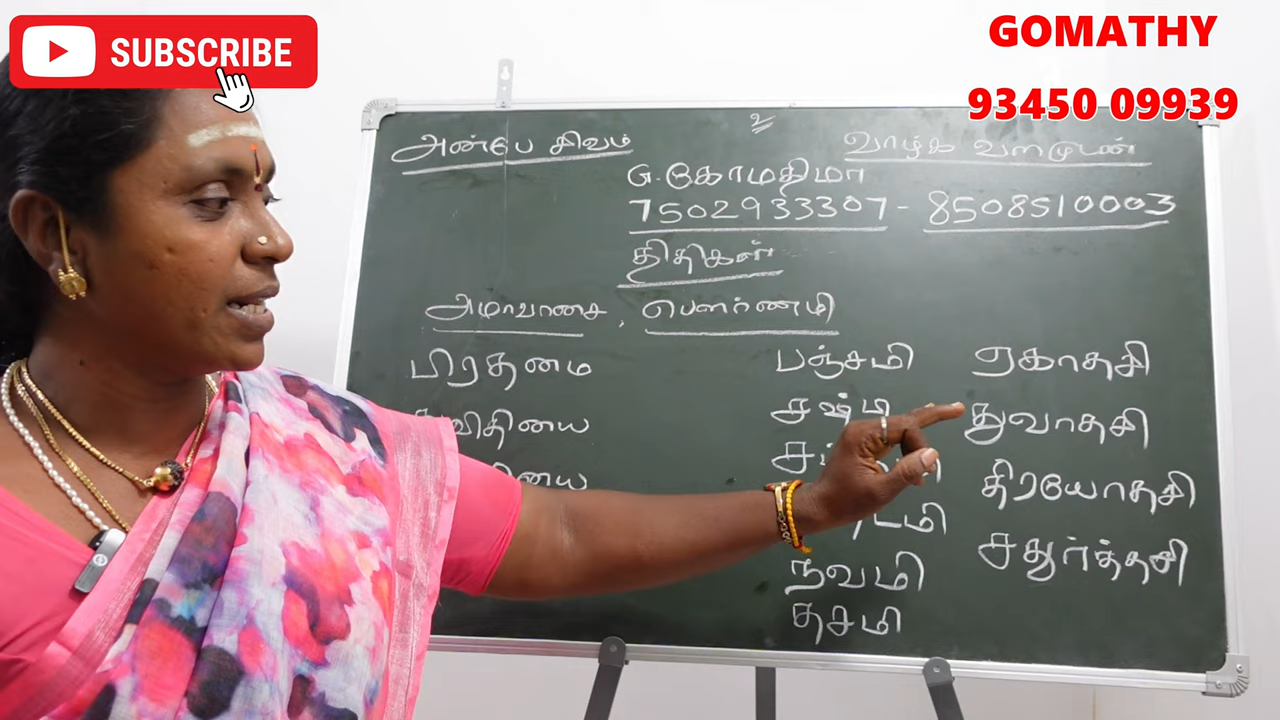 SUBSCRIBE
GOMATHY
93450 09939
௨
அன்பே சிவம்
வாழ்க வளமுடன்
G.கோமதிமா
7502933307 - 8508510003
திதிகள்
அமாவாசை, பௌர்ணமி
பிரதமை
பஞ்சமி
நவமி
தசமி
ஏகாதசி
துவாதசி
திரயோதசி
சதுர்த்தசி